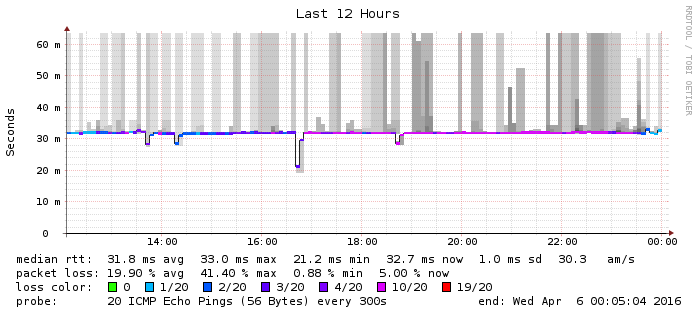 Last 12 Hours
RRDTOOL / TOBI OETIKER
Seconds
60 m
50 m
40 m
30 m
20 m
10 m
0
14:00 16:00 18:00 20:00 22:00 00:00
median rtt: 31.8 ms avg 33.0 ms max 21.2 ms min 32.7 ms now 1.0 ms sd 30.3 am/s
packet loss: 19.90 % avg 41.40 % max 0.88 % min 5.00 % now
loss color: 0 1/20 2/20 3/20 4/20 10/20 19/20
probe: 20 ICMP Echo Pings (56 Bytes) every 300s end: Wed Apr 6 00:05:04 2016